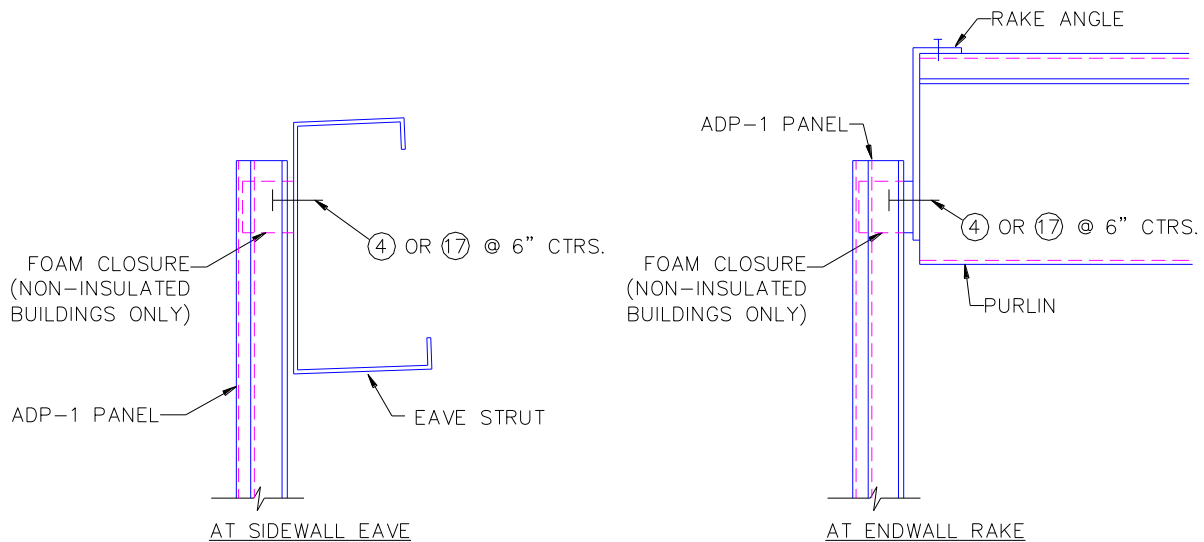 ④ OR ⑰ @ 6" CTRS.
FOAM CLOSURE
(NON-INSULATED
BUILDINGS ONLY)
ADP-1 PANEL
EAVE STRUT
AT SIDEWALL EAVE
RAKE ANGLE
ADP-1 PANEL
④ OR ⑰ @ 6" CTRS.
FOAM CLOSURE
(NON-INSULATED
BUILDINGS ONLY)
PURLIN
AT ENDWALL RAKE